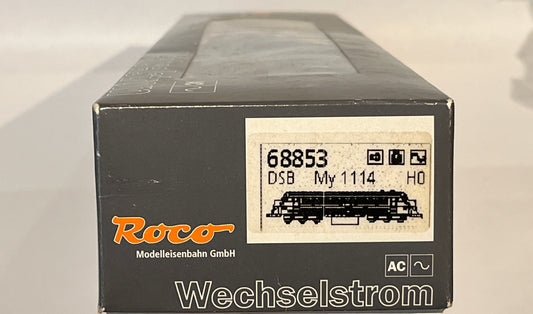 68853
DSB My 1114 H0
Roco
Modelleisenbahn GmbH
AC
Wechselstrom